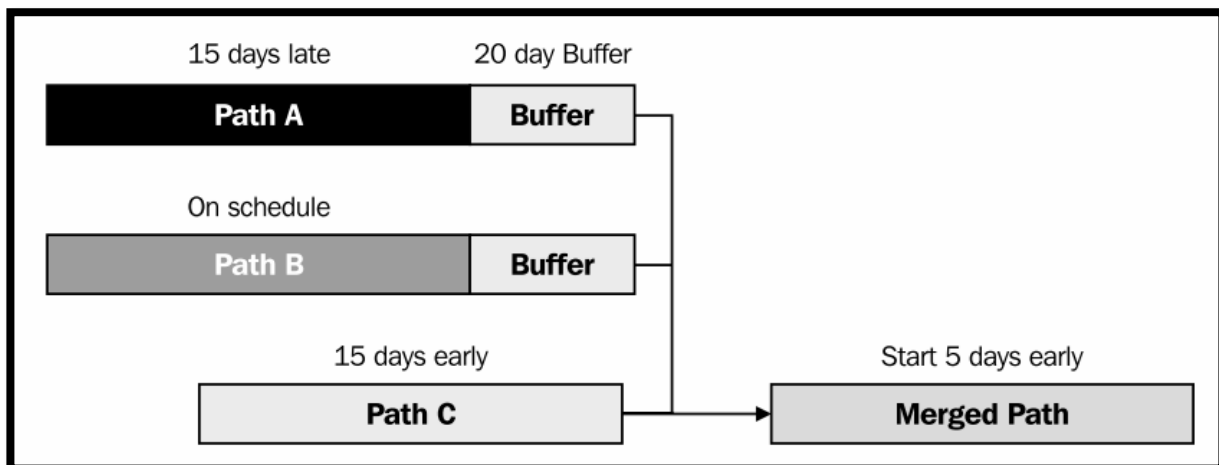 15 days late
20 day Buffer
Path A
Buffer
On schedule
Path B
Buffer
15 days early
Start 5 days early
Path C
Merged Path